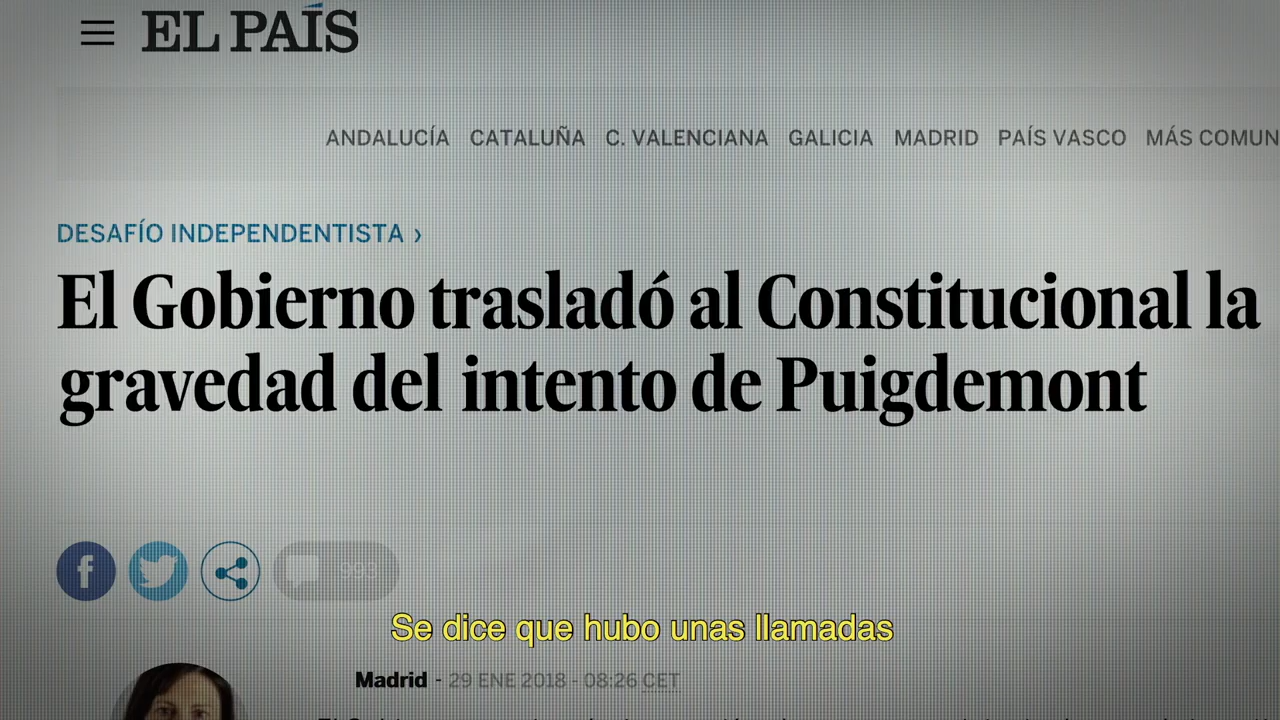 EL PAÍS
ANDALUCÍA CATALUÑA C. VALENCIANA GALICIA MADRID PAÍS VASCO MÁS COMUN
DESAFÍO INDEPENDENTISTA ›
El Gobierno trasladó al Constitucional la
gravedad del intento de Puigdemont
f 993
Se dice que hubo unas llamadas
Madrid - 29 ENE 2018 - 08:26 CET